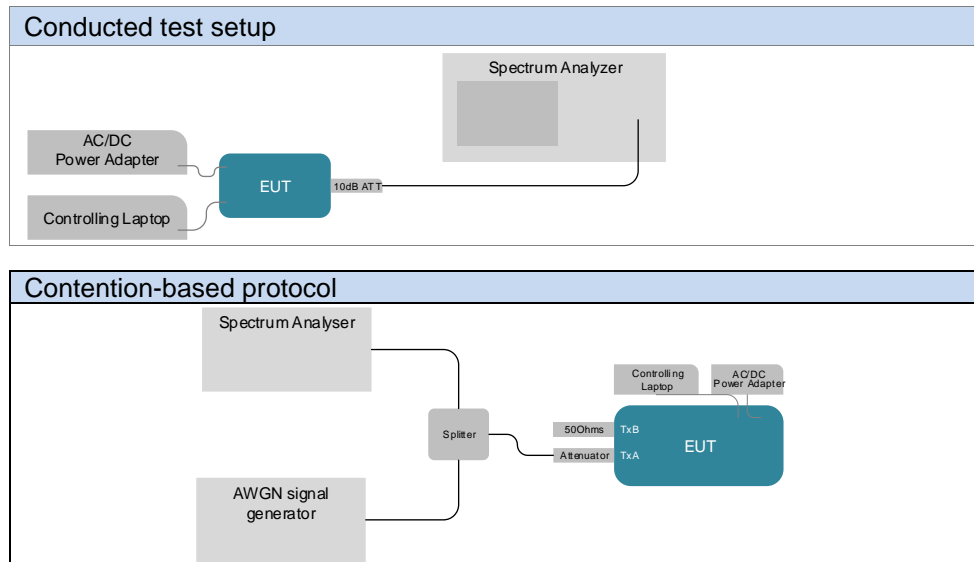 Conducted test setup
Spectrum Analyzer
AC/DC
Power Adapter
EUT
10dB ATT
Controlling Laptop
Contention-based protocol
Spectrum Analyser
Controlling
Laptop
AC/DC
Power Adapter
Splitter
50Ohms
TxB
EUT
Attenuator
TxA
AWGN signal
generator